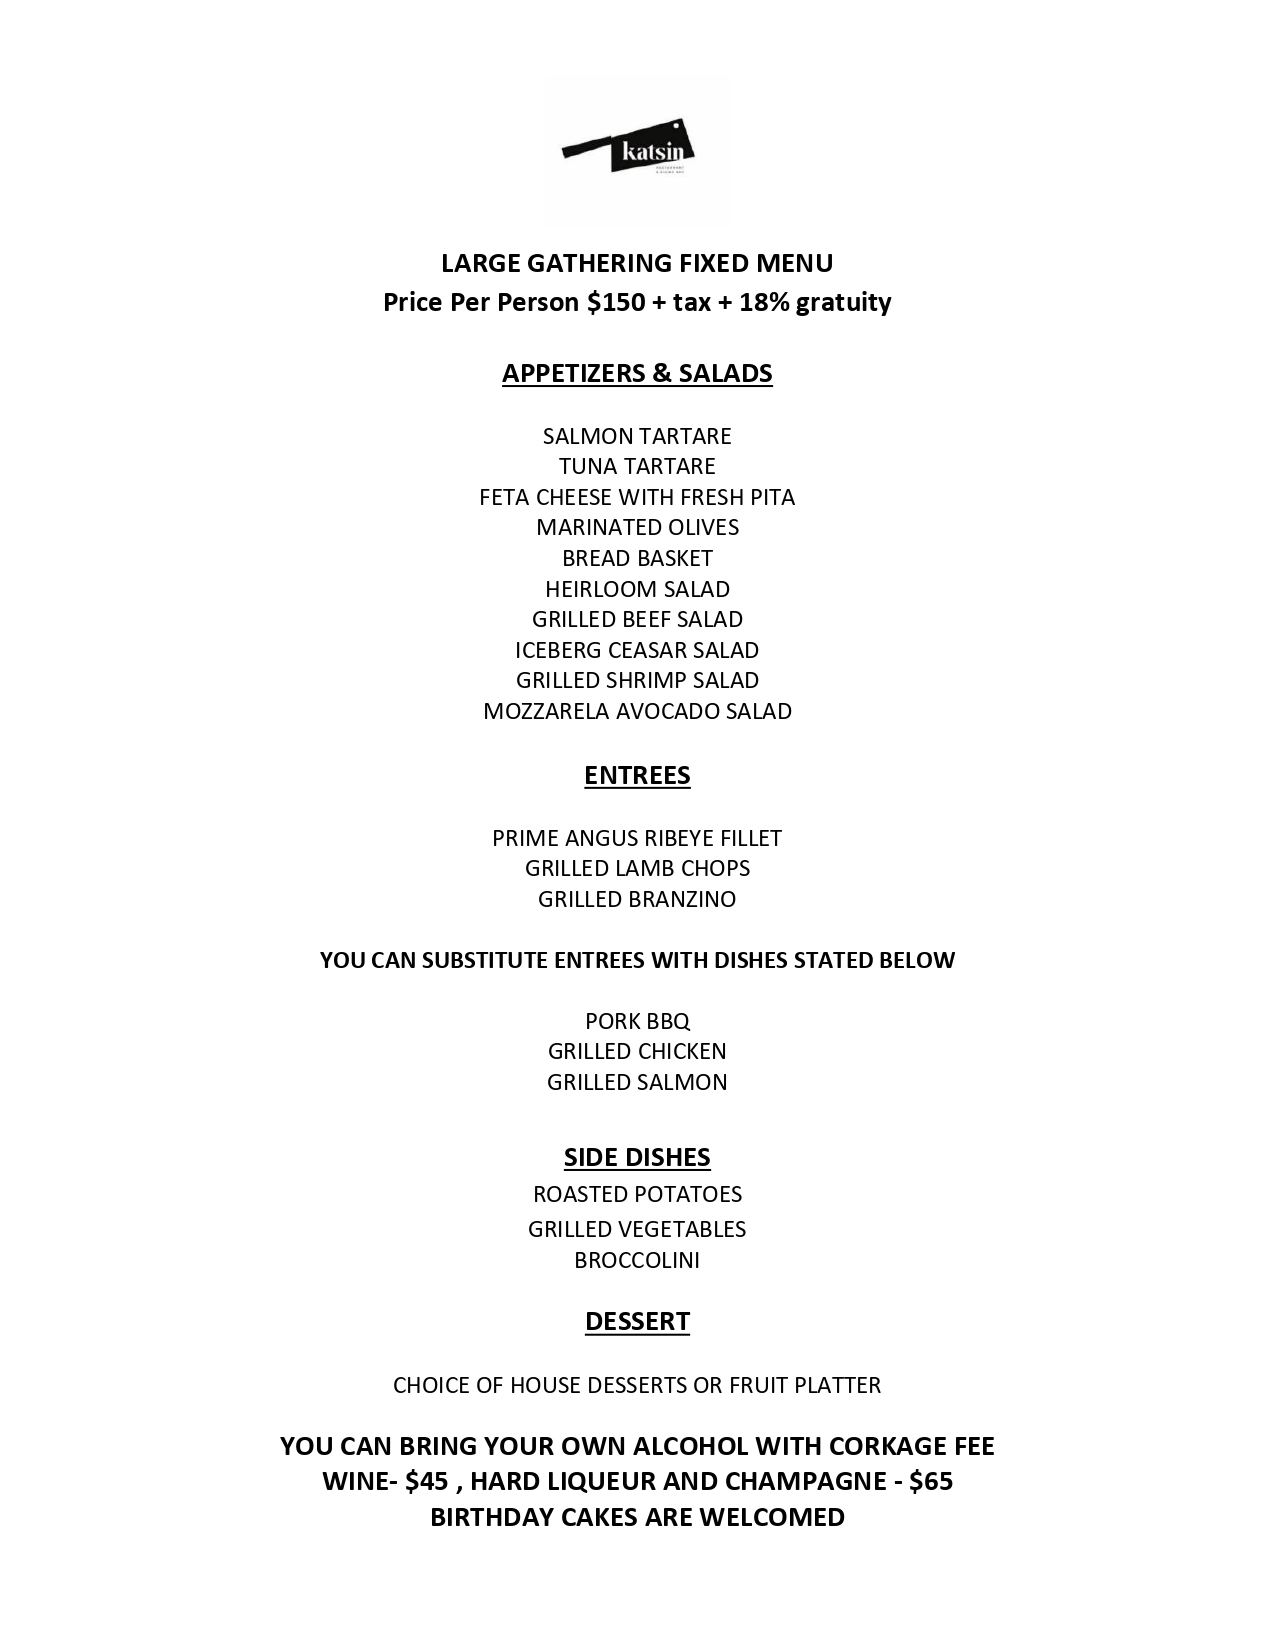 katsin
LARGE GATHERING FIXED MENU
Price Per Person $150 + tax + 18% gratuity
APPETIZERS & SALADS
SALMON TARTARE
TUNA TARTARE
FETA CHEESE WITH FRESH PITA
MARINATED OLIVES
BREAD BASKET
HEIRLOOM SALAD
GRILLED BEEF SALAD
ICEBERG CEASAR SALAD
GRILLED SHRIMP SALAD
MOZZARELA AVOCADO SALAD
ENTREES
PRIME ANGUS RIBEYE FILLET
GRILLED LAMB CHOPS
GRILLED BRANZINO
YOU CAN SUBSTITUTE ENTREES WITH DISHES STATED BELOW
PORK BBQ
GRILLED CHICKEN
GRILLED SALMON
SIDE DISHES
ROASTED POTATOES
GRILLED VEGETABLES
BROCCOLINI
DESSERT
CHOICE OF HOUSE DESSERTS OR FRUIT PLATTER
YOU CAN BRING YOUR OWN ALCOHOL WITH CORKAGE FEE
WINE- $45 , HARD LIQUEUR AND CHAMPAGNE - $65
BIRTHDAY CAKES ARE WELCOMED